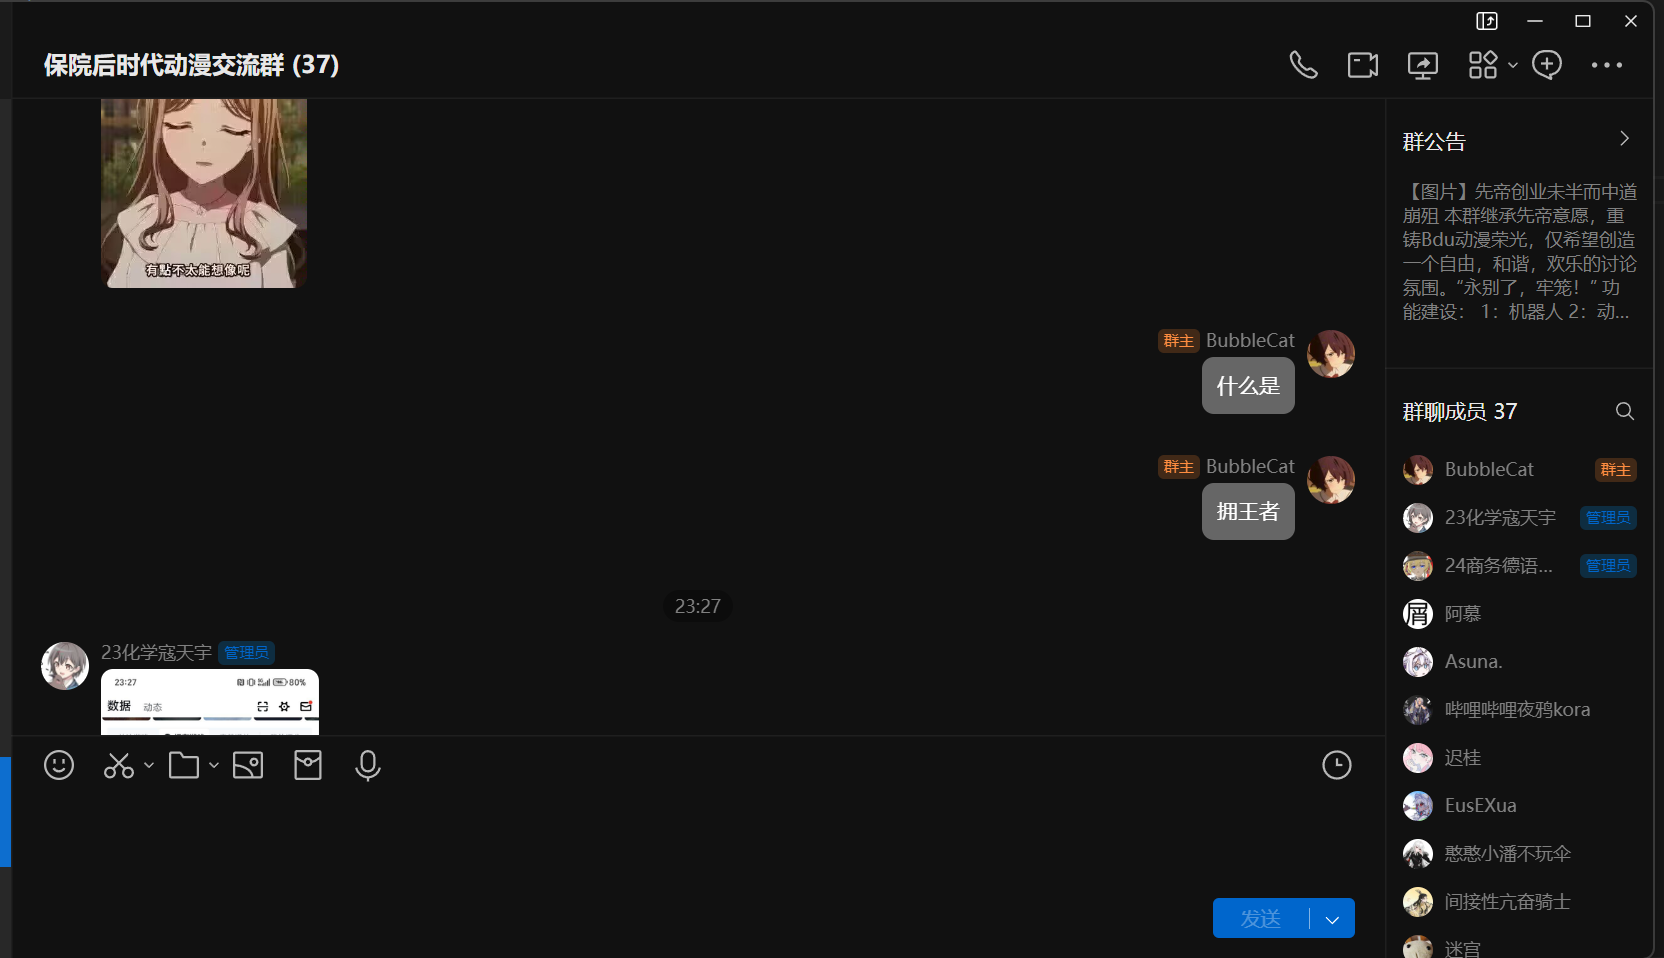 保院后时代动漫交流群 (37)
有點不太能想像呢
群主 BubbleCat
什么是
群主 BubbleCat
拥王者
23:27
23化学寇天宇 管理员
23:27
80%
数据 动态
发送
群公告
【图片】先帝创业未半而中道
崩殂 本群继承先帝意愿，重
铸Bdu动漫荣光，仅希望创造
一个自由，和谐，欢乐的讨论
氛围。“永别了，牢笼！” 功
能建设： 1：机器人 2：动...
群聊成员 37
BubbleCat 群主
23化学寇天宇 管理员
24商务德语... 管理员
屑
阿慕
Asuna.
哔哩哔哩夜鸦kora
迟桂
EusEXua
憨憨小潘不玩伞
间接性亢奋骑士
迷宫